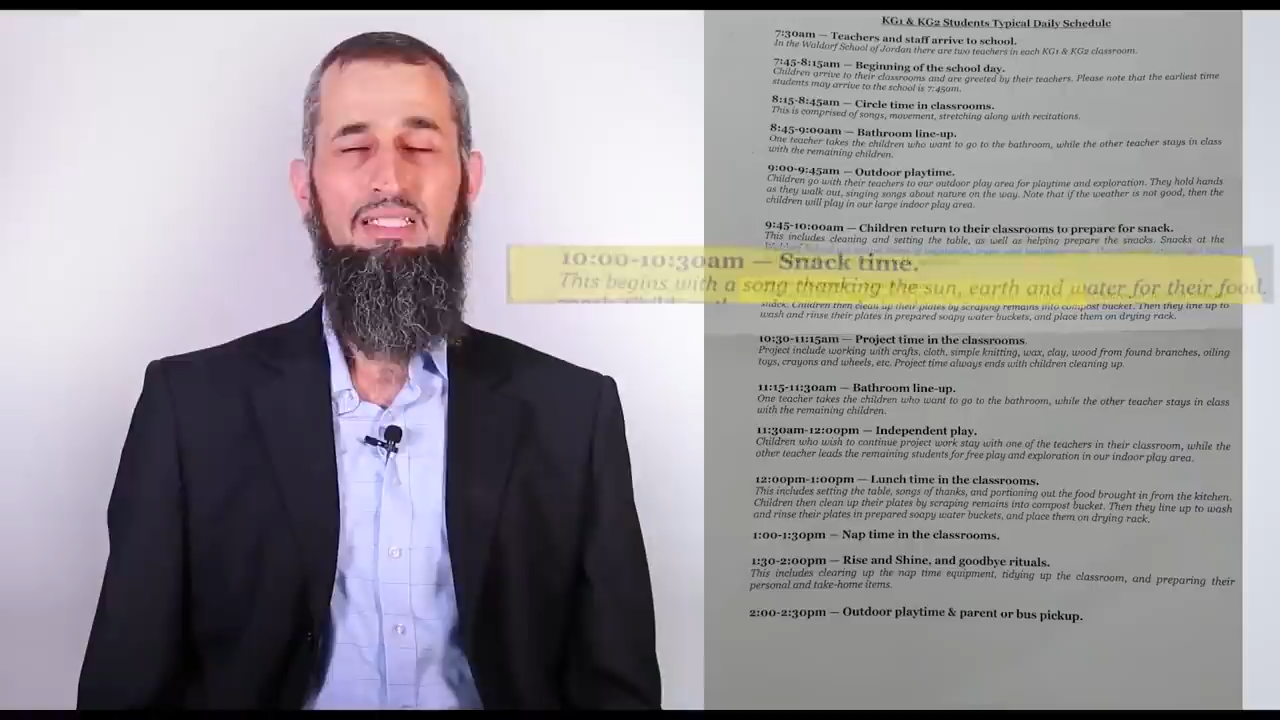 KG1 & KG2 Students Typical Daily Schedule
7:30am — Teachers and staff arrive to school.
In the Waldorf School of Jordan there are two teachers in each KG1 & KG2 classroom.
7:45-8:15am — Beginning of the school day.
Children arrive to their classrooms and are greeted by their teachers. Please note that the earliest time
students may arrive to the school is 7:45am.
8:15-8:45am — Circle time in classrooms.
This is comprised of songs, movement, stretching along with recitations.
8:45-9:00am — Bathroom line-up.
One teacher takes the children who want to go to the bathroom, while the other teacher stays in class
with the remaining children.
9:00-9:45am — Outdoor playtime.
Children go with their teachers to our outdoor play area for playtime and exploration. They hold hands
as they walk out, singing songs about nature on the way. Note that if the weather is not good, then the
children will play in our large indoor play area.
9:45-10:00am — Children return to their classrooms to prepare for snack.
This includes cleaning and setting the table, as well as helping prepare the snacks. Snacks at the
10:00-10:30am — Snack time.
This begins with a song thanking the sun, earth and water for their food.
snack. Children then clean up their plates by scraping remains into compost bucket. Then they line up to
wash and rinse their plates in prepared soapy water buckets, and place them on drying rack.
10:30-11:15am — Project time in the classrooms.
Project include working with crafts, cloth, simple knitting, wax, clay, wood from found branches, oiling
toys, crayons and wheels, etc. Project time always ends with children cleaning up.
11:15-11:30am — Bathroom line-up.
One teacher takes the children who want to go to the bathroom, while the other teacher stays in class
with the remaining children.
11:30am-12:00pm — Independent play.
Children who wish to continue project work stay with one of the teachers in their classroom, while the
other teacher leads the remaining students for free play and exploration in our indoor play area.
12:00pm-1:00pm — Lunch time in the classrooms.
This includes setting the table, songs of thanks, and portioning out the food brought in from the kitchen.
Children then clean up their plates by scraping remains into compost bucket. Then they line up to wash
and rinse their plates in prepared soapy water buckets, and place them on drying rack.
1:00-1:30pm — Nap time in the classrooms.
1:30-2:00pm — Rise and Shine, and goodbye rituals.
This includes clearing up the nap time equipment, tidying up the classroom, and preparing their
personal and take-home items.
2:00-2:30pm — Outdoor playtime & parent or bus pickup.